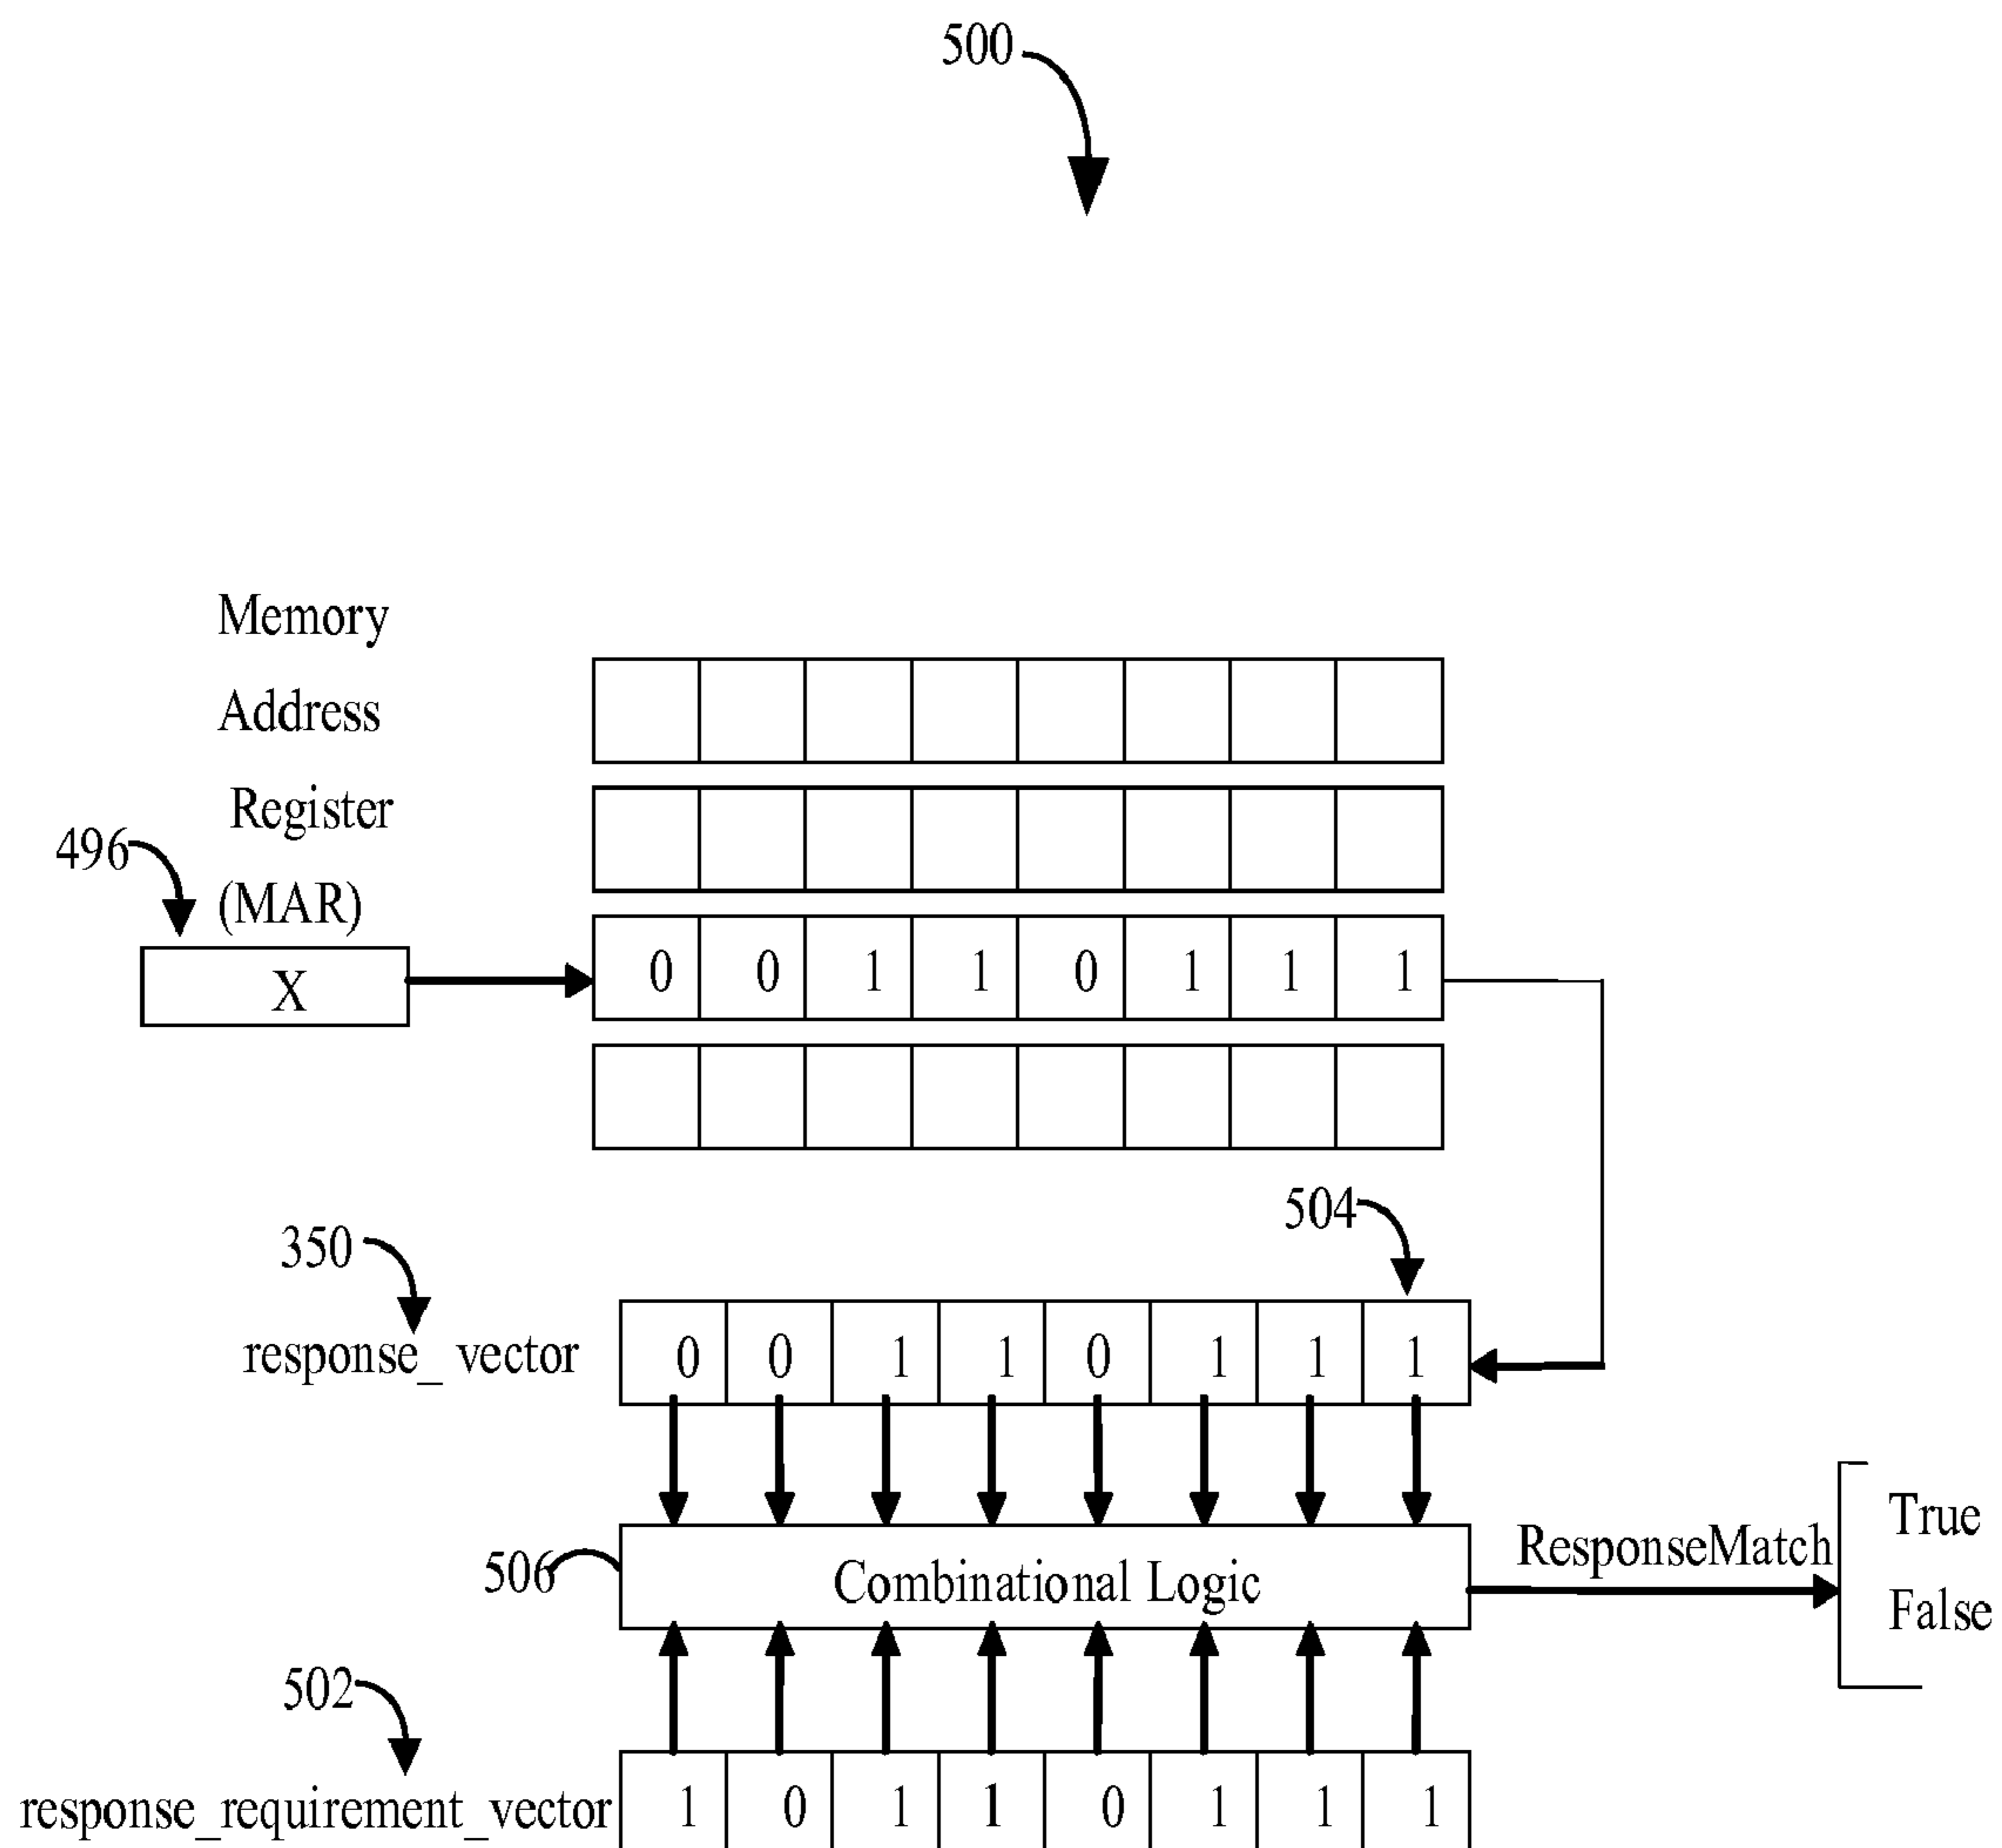 500
Memory
Address
Register
496
(MAR)
X
0 0 1 1 0 1 1 1
504
350
response_ vector
0 0 1 1 0 1 1 1
True
ResponseMatch
506
Combinational Logic
False
502
response_requirement_vector
1 0 1 1 0 1 1 1